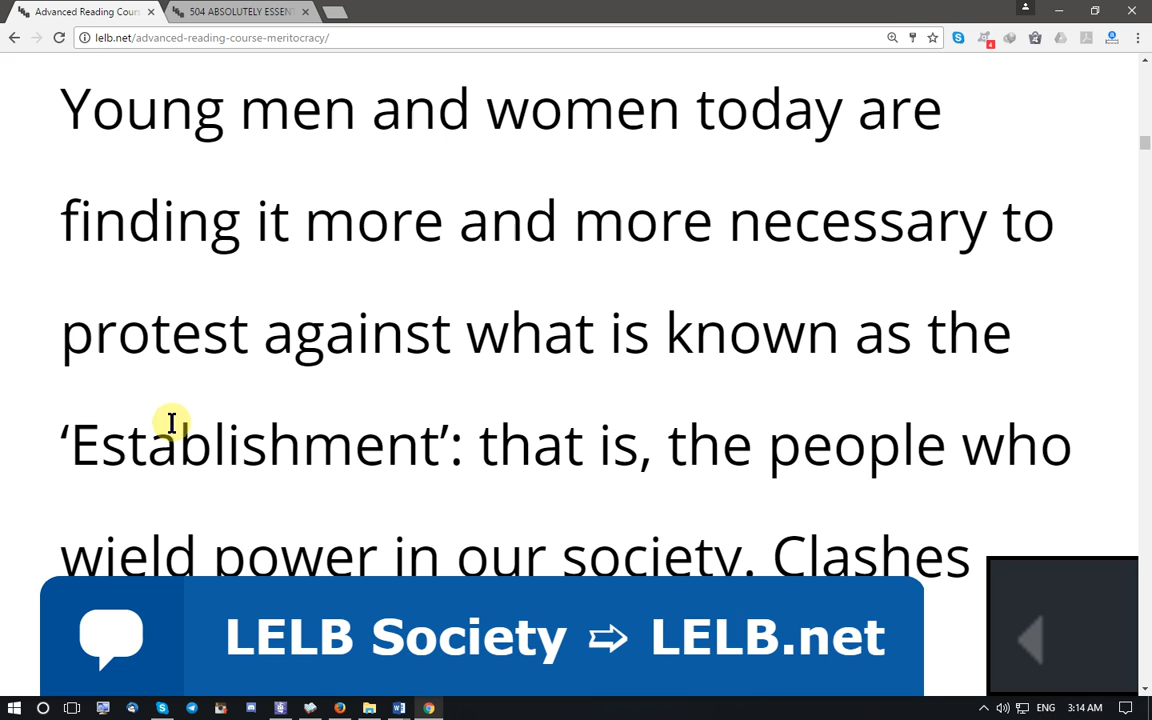 Advanced Reading Cour
504 ABSOLUTELY ESSENT
lelb.net/advanced-reading-course-meritocracy/
4
Young men and women today are
finding it more and more necessary to
protest against what is known as the
‘Establishment’: that is, the people who
wield power in our society. Clashes
LELB Society ⇨ LELB.net
ENG
3:14 AM